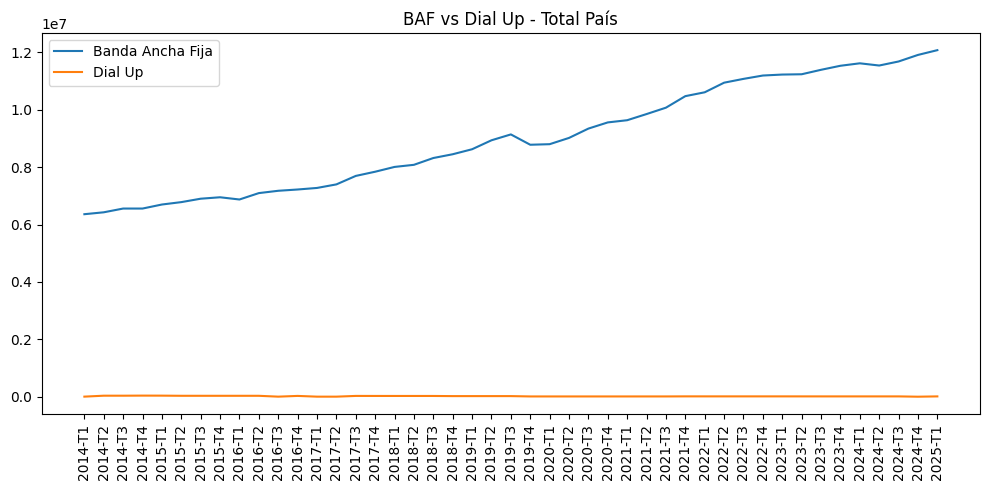 BAF vs Dial Up - Total País
1e7
Banda Ancha Fija
Dial Up
1.2
1.0
0.8
0.6
0.4
0.2
0.0
2014-T1
2014-T2
2014-T3
2014-T4
2015-T1
2015-T2
2015-T3
2015-T4
2016-T1
2016-T2
2016-T3
2016-T4
2017-T1
2017-T2
2017-T3
2017-T4
2018-T1
2018-T2
2018-T3
2018-T4
2019-T1
2019-T2
2019-T3
2019-T4
2020-T1
2020-T2
2020-T3
2020-T4
2021-T1
2021-T2
2021-T3
2021-T4
2022-T1
2022-T2
2022-T3
2022-T4
2023-T1
2023-T2
2023-T3
2023-T4
2024-T1
2024-T2
2024-T3
2024-T4
2025-T1